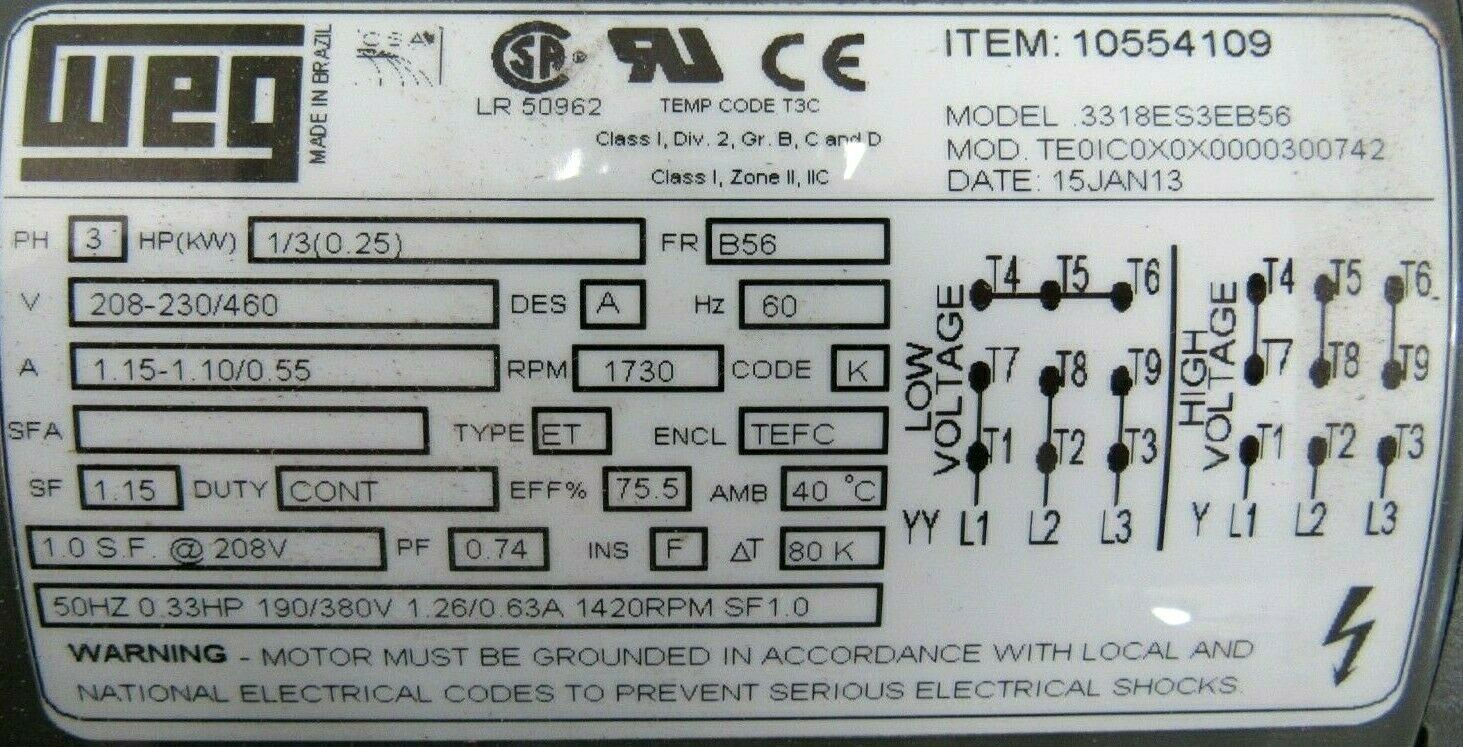 WEG
MADE IN BRAZIL
LR 50962
TEMP CODE T3C
Class I, Div. 2, Gr. B, C and D
Class I, Zone II, IIC
ITEM: 10554109
MODEL .3318ES3EB56
MOD. TE0IC0X0X0000300742
DATE: 15JAN13
PH 3 HP(kW) 1/3(0.25) FR B56
V 208-230/460 DES A Hz 60
A 1.15-1.10/0.55 RPM 1730 CODE K
SFA TYPE ET ENCL TEFC
SF 1.15 DUTY CONT EFF% 75.5 AMB 40 °C
1.0 S.F. @ 208V PF 0.74 INS F ΔT 80 K
50HZ 0.33HP 190/380V 1.26/0.63A 1420RPM SF1.0
LOW VOLTAGE
T4 T5 T6
T7 T8 T9
T1 T2 T3
YY L1 L2 L3
HIGH VOLTAGE
T4 T5 T6
T7 T8 T9
T1 T2 T3
Y L1 L2 L3
WARNING - MOTOR MUST BE GROUNDED IN ACCORDANCE WITH LOCAL AND
NATIONAL ELECTRICAL CODES TO PREVENT SERIOUS ELECTRICAL SHOCKS.